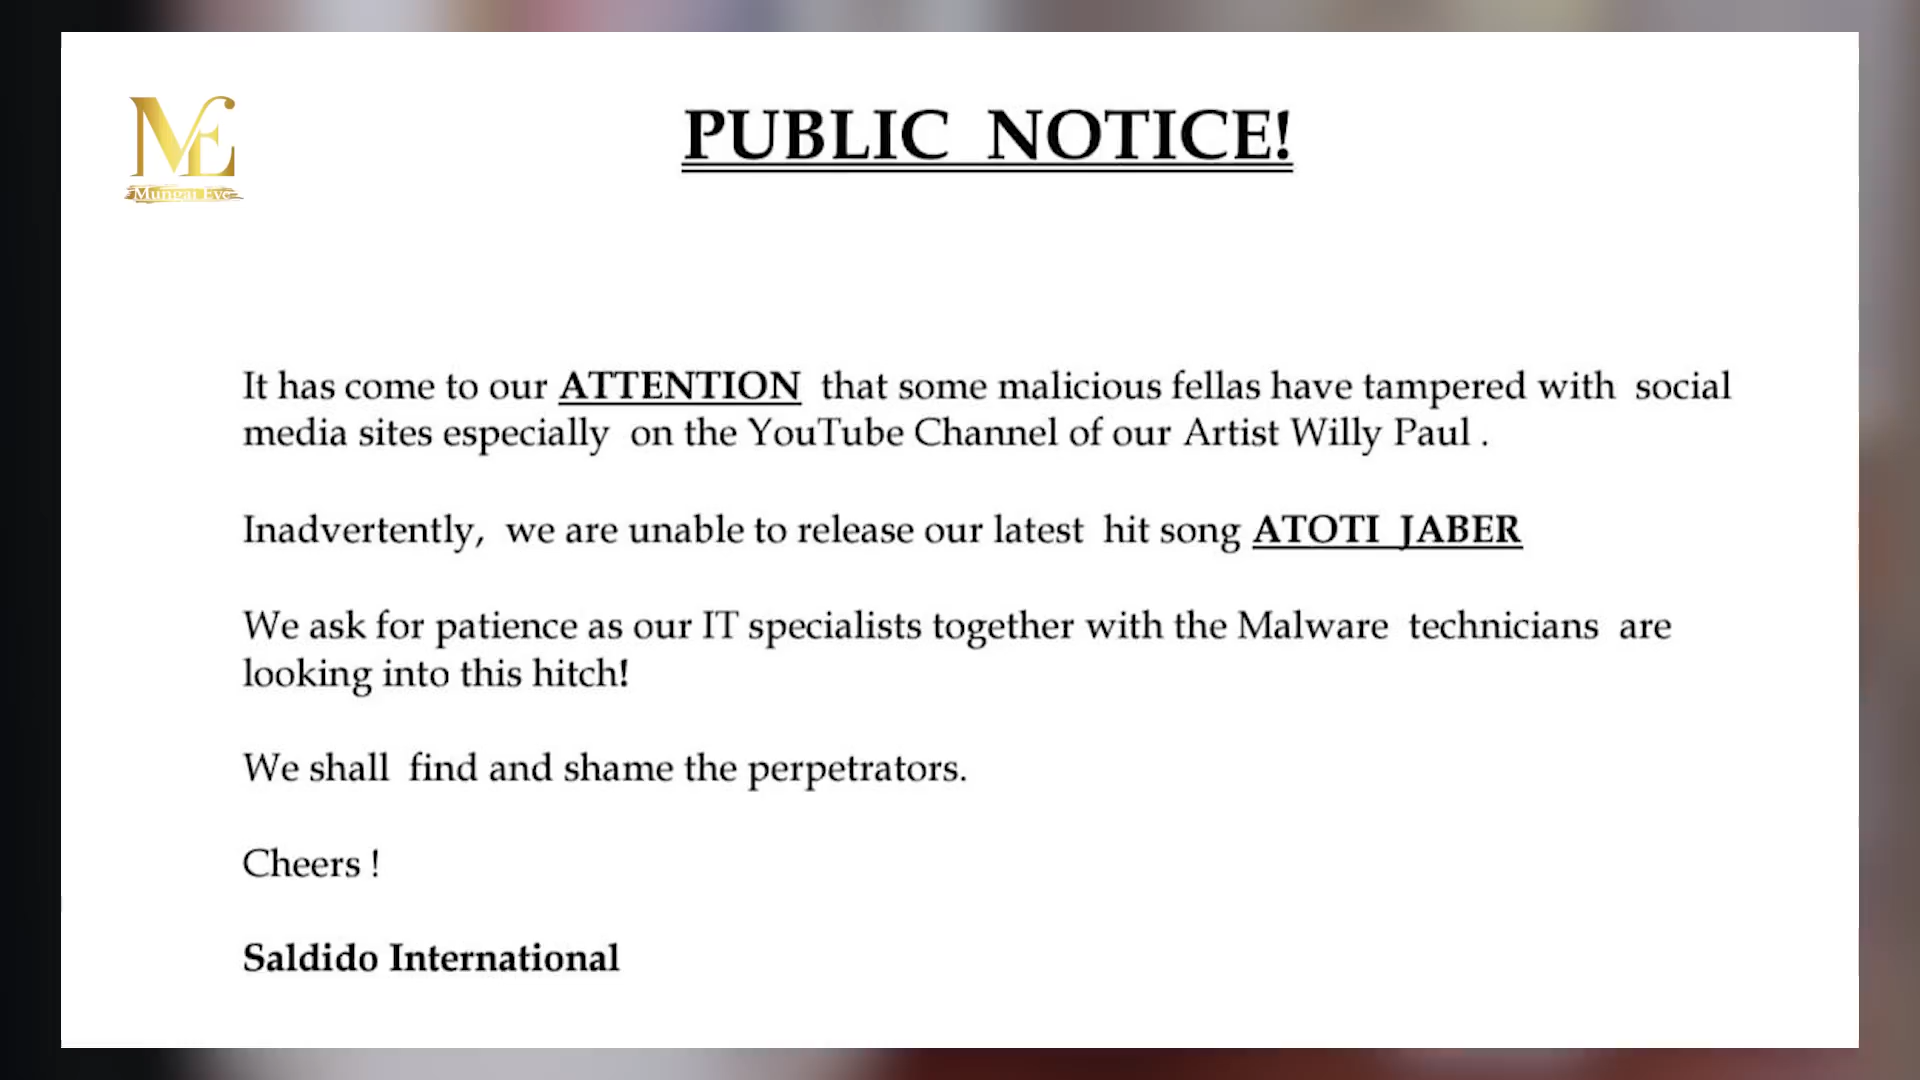 ME
Mungai Eve
PUBLIC NOTICE!
It has come to our ATTENTION that some malicious fellas have tampered with social
media sites especially on the YouTube Channel of our Artist Willy Paul .
Inadvertently, we are unable to release our latest hit song ATOTI JABER
We ask for patience as our IT specialists together with the Malware technicians are
looking into this hitch!
We shall find and shame the perpetrators.
Cheers !
Saldido International